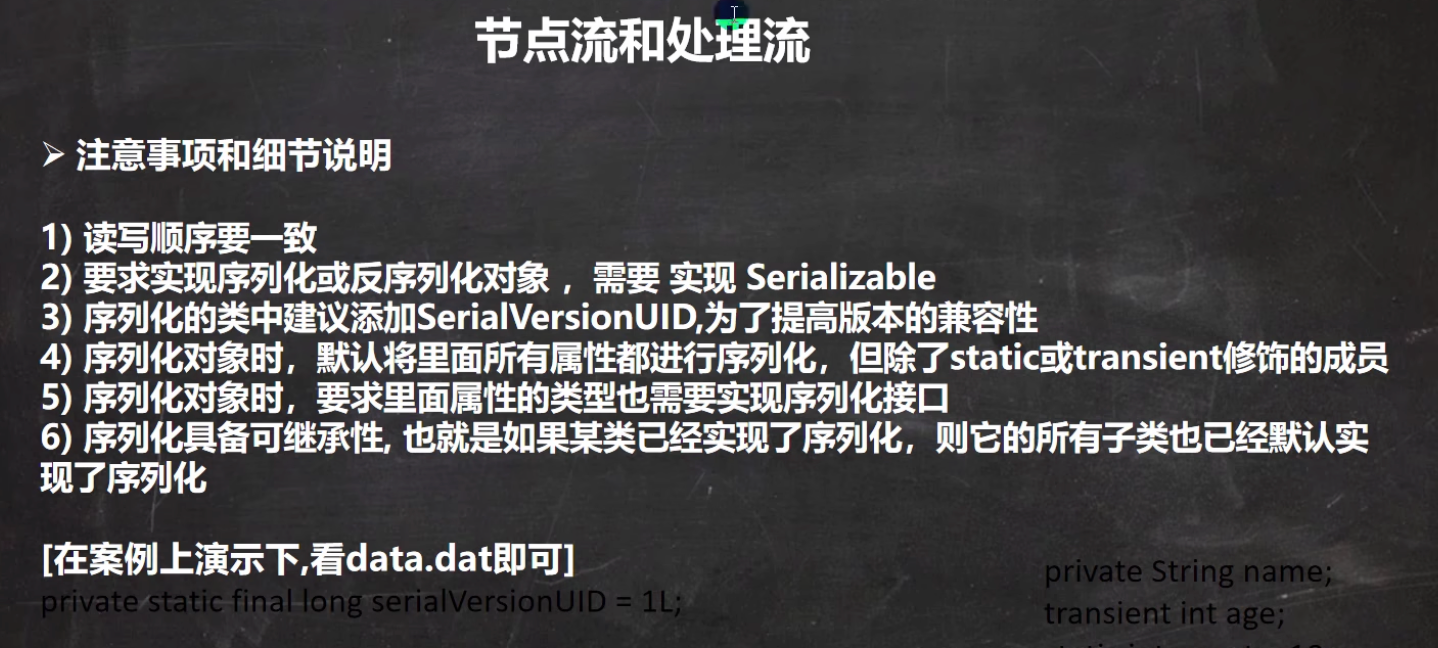 节点流和处理流
➢ 注意事项和细节说明
1) 读写顺序要一致
2) 要求实现序列化或反序列化对象 ，需要 实现 Serializable
3) 序列化的类中建议添加SerialVersionUID,为了提高版本的兼容性
4) 序列化对象时，默认将里面所有属性都进行序列化，但除了static或transient修饰的成员
5) 序列化对象时，要求里面属性的类型也需要实现序列化接口
6) 序列化具备可继承性, 也就是如果某类已经实现了序列化，则它的所有子类也已经默认实
现了序列化
[在案例上演示下,看data.dat即可]
private static final long serialVersionUID = 1L;
private String name;
transient int age;